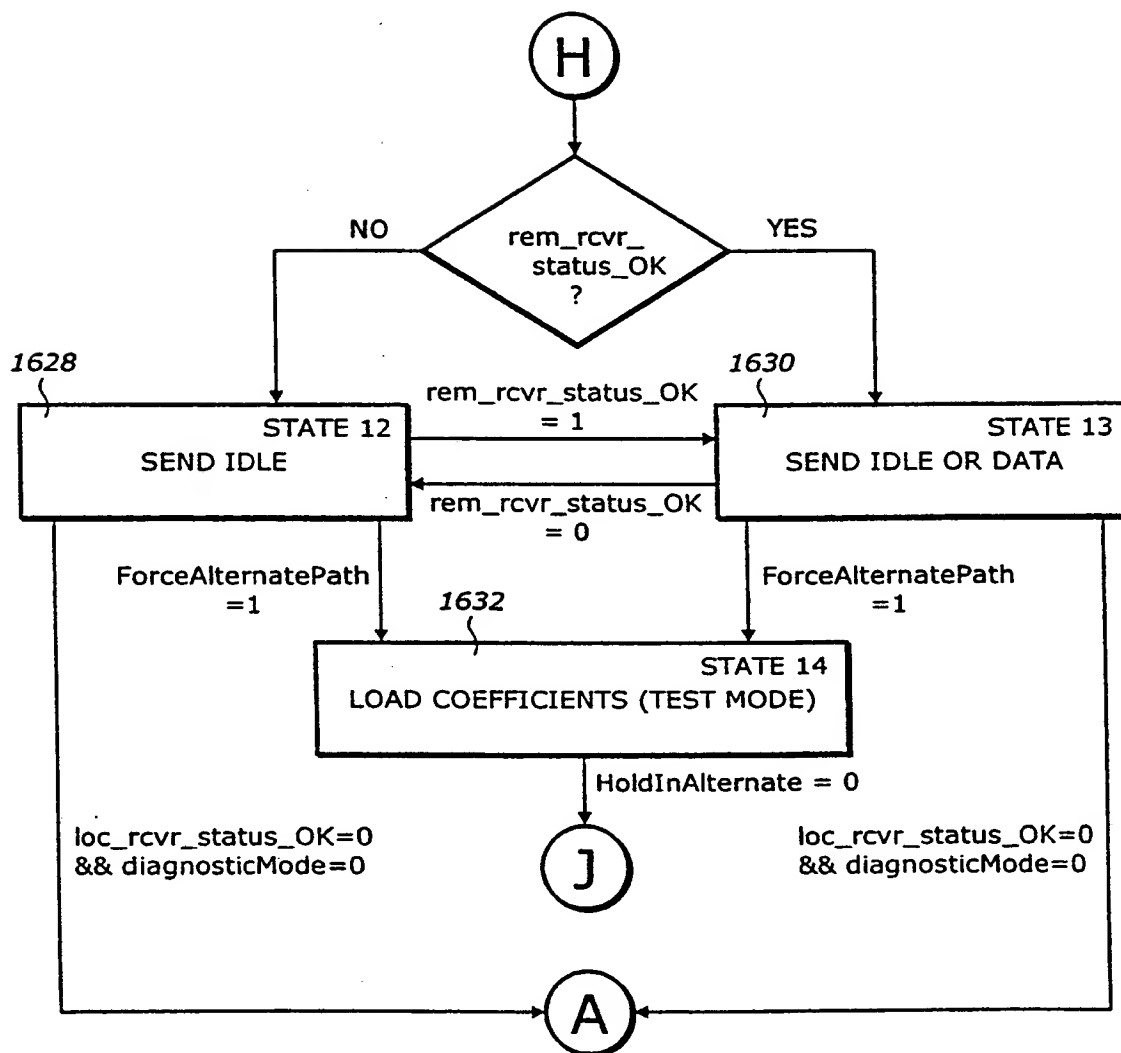 H
NO
YES
rem_rcvr_
status_OK
?
1628
1630
rem_rcvr_status_OK
= 1
STATE 12
SEND IDLE
STATE 13
SEND IDLE OR DATA
rem_rcvr_status_OK
= 0
ForceAlternatePath
=1
ForceAlternatePath
=1
1632
STATE 14
LOAD COEFFICIENTS (TEST MODE)
HoldInAlternate = 0
loc_rcvr_status_OK=0
&& diagnosticMode=0
loc_rcvr_status_OK=0
&& diagnosticMode=0
J
A